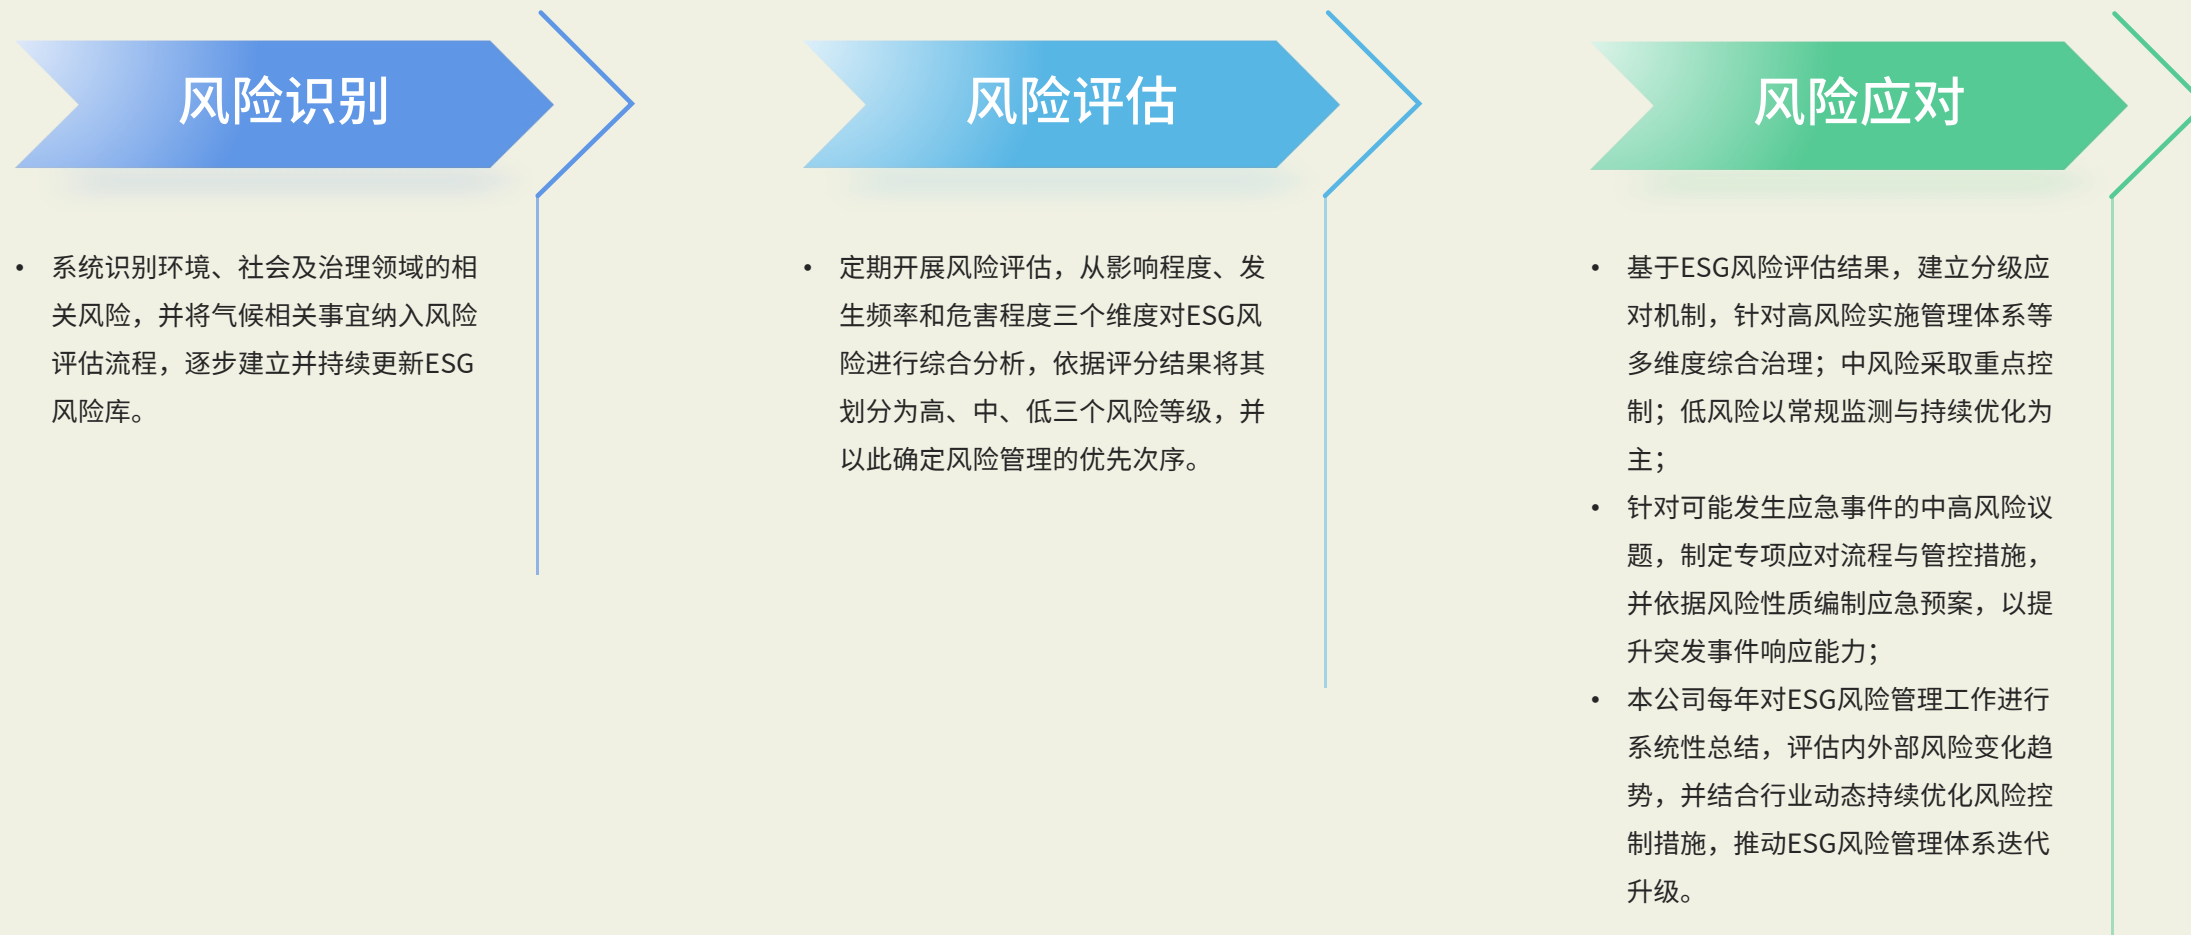 风险识别
• 系统识别环境、社会及治理领域的相
关风险，并将气候相关事宜纳入风险
评估流程，逐步建立并持续更新ESG
风险库。
风险评估
• 定期开展风险评估，从影响程度、发
生频率和危害程度三个维度对ESG风
险进行综合分析，依据评分结果将其
划分为高、中、低三个风险等级，并
以此确定风险管理的优先次序。
风险应对
• 基于ESG风险评估结果，建立分级应
对机制，针对高风险实施管理体系等
多维度综合治理；中风险采取重点控
制；低风险以常规监测与持续优化为
主；
• 针对可能发生应急事件的中高风险议
题，制定专项应对流程与管控措施，
并依据风险性质编制应急预案，以提
升突发事件响应能力；
• 本公司每年对ESG风险管理工作进行
系统性总结，评估内外部风险变化趋
势，并结合行业动态持续优化风险控
制措施，推动ESG风险管理体系迭代
升级。